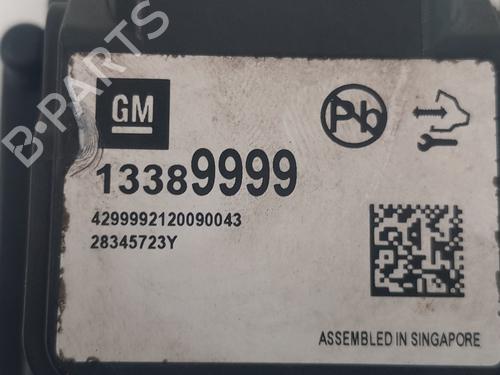 B-PARTS
GM
Pb
13389999
4299992120090043
28345723Y
ASSEMBLED IN SINGAPORE